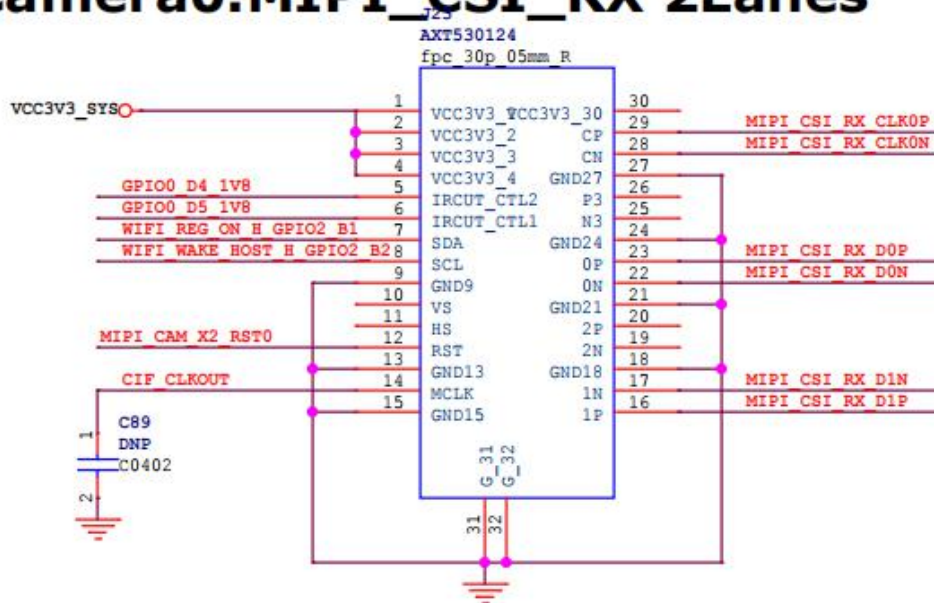 Camera0:MIPI_CSI_RX 2Lanes
J25
AXT530124
fpc_30p_05mm_R
VCC3V3_SYS
1
2
3
4
5
6
7
8
9
10
11
12
13
14
15
VCC3V3_1
VCC3V3_2
VCC3V3_3
VCC3V3_4
IRCUT_CTL2
IRCUT_CTL1
SDA
SCL
GND9
VS
HS
RST
GND13
MCLK
GND15
VCC3V3_30
CP
CN
GND27
P3
N3
GND24
0P
0N
GND21
2P
2N
GND18
1N
1P
30
29
28
27
26
25
24
23
22
21
20
19
18
17
16
GPIO0_D4_1V8
GPIO0_D5_1V8
WIFI_REG_ON_H_GPIO2_B1
WIFI_WAKE_HOST_H_GPIO2_B2
MIPI_CAM_X2_RST0
CIF_CLKOUT
MIPI_CSI_RX_CLK0P
MIPI_CSI_RX_CLK0N
MIPI_CSI_RX_D0P
MIPI_CSI_RX_D0N
MIPI_CSI_RX_D1N
MIPI_CSI_RX_D1P
1
C89
DNP
C0402
2
G_31
G_32
31
32